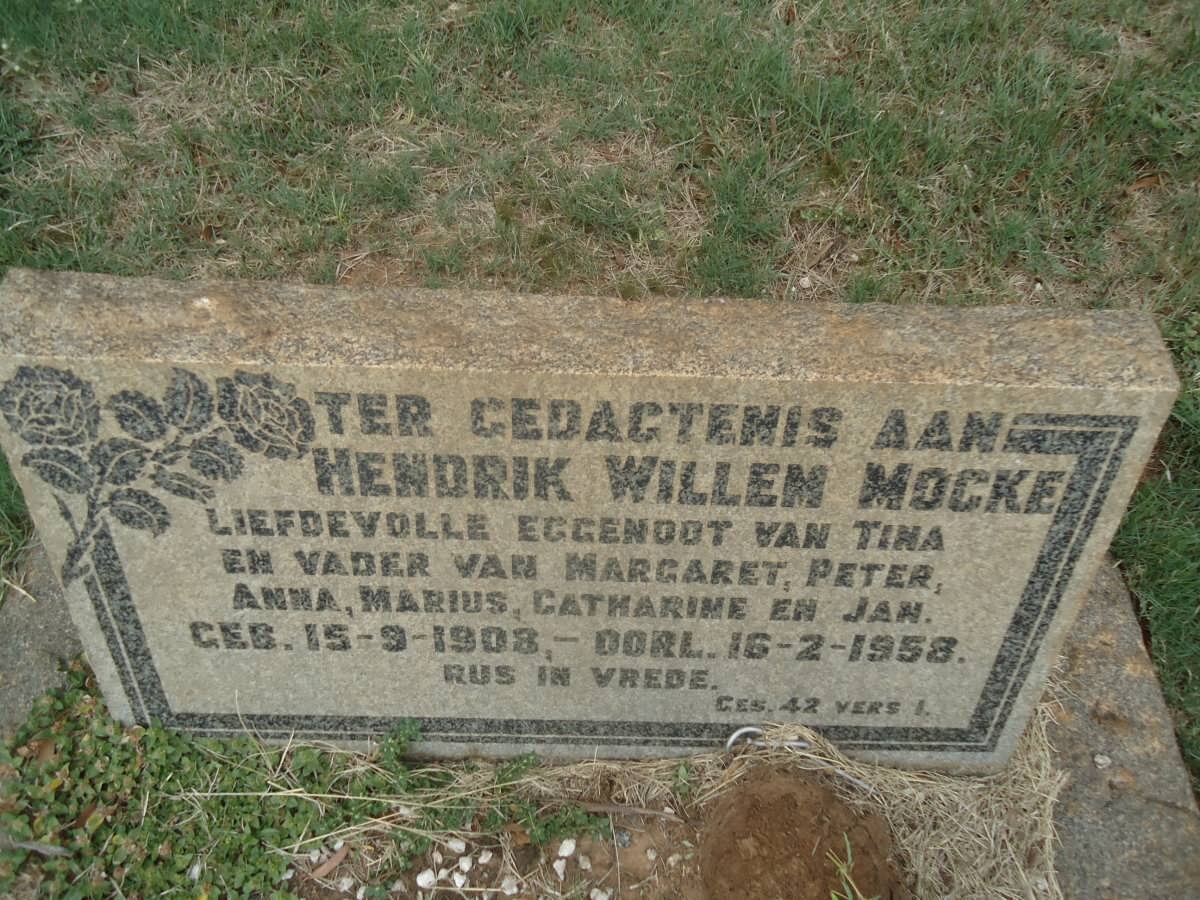 TER GEDAGTENIS AAN
HENDRIK WILLEM MOCKE
LIEFDEVOLLE EGGENOOT VAN TINA
EN VADER VAN MARGARET, PETER,
ANNA, MARIUS, CATHARINE EN JAN.
GEB. 15-9-1908, - OORL. 16-2-1958.
RUS IN VREDE.
GES. 42 VERS 1.